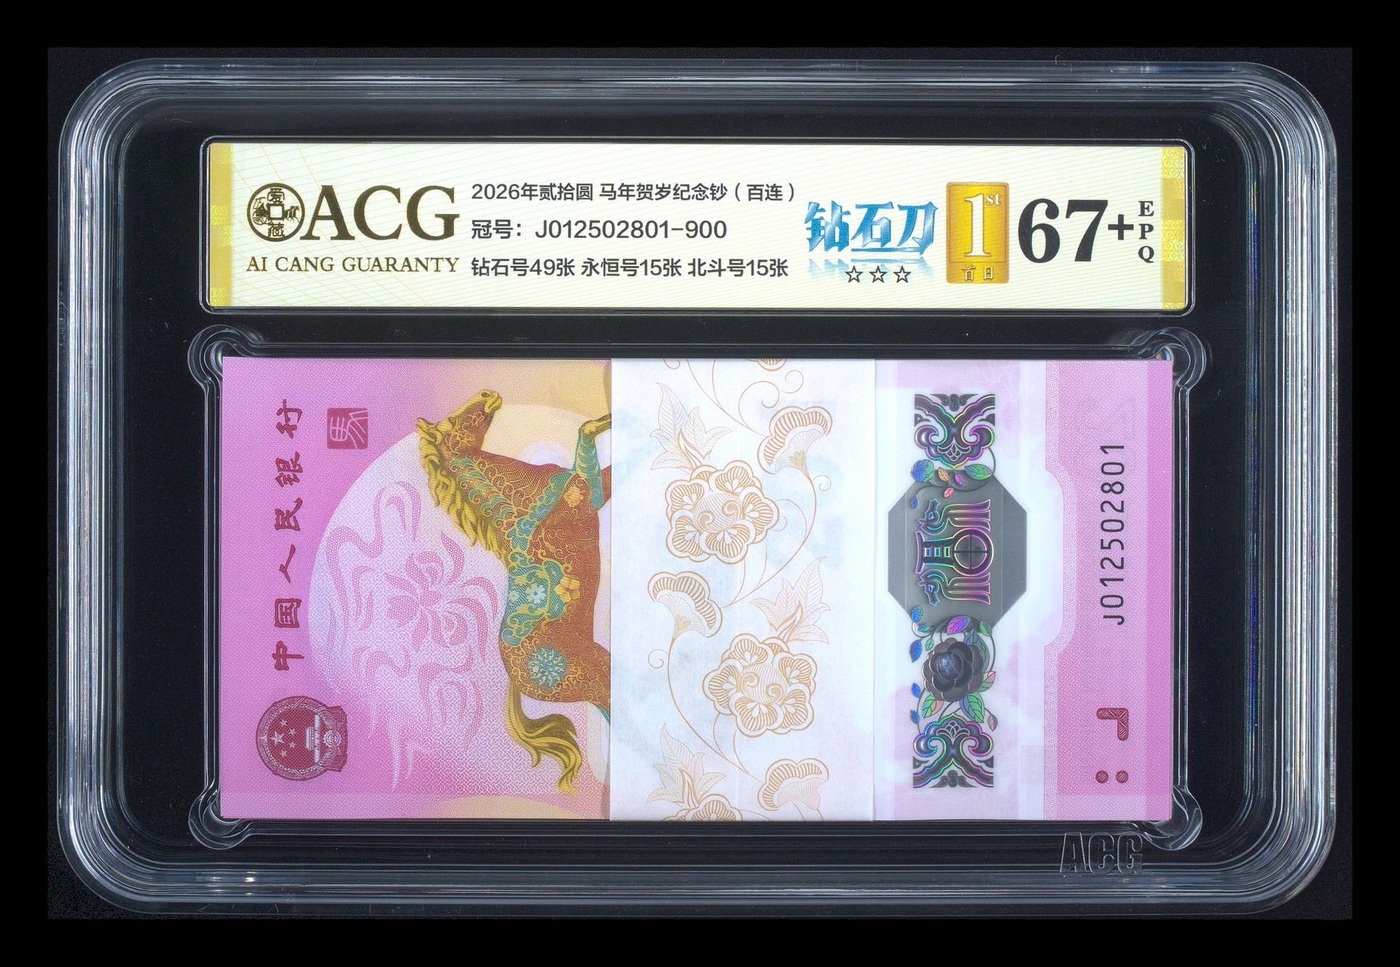 ACG
AI CANG GUARANTY
2026年贰拾圆 马年贺岁纪念钞（百连）
冠号：J012502801-900
钻石号49张 永恒号15张 北斗号15张
钻石刀
☆☆☆
1st
首日
67+
EPQ
中国人民银行
马
J012502801
ACG